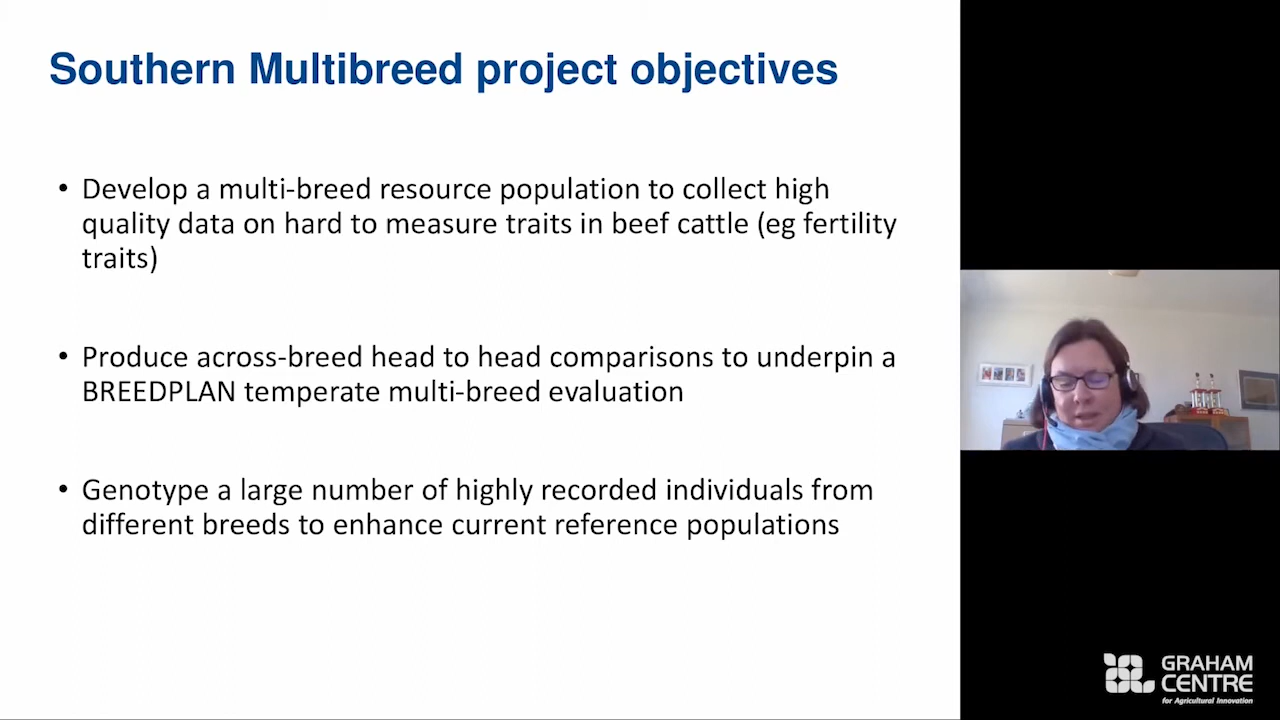 Southern Multibreed project objectives
• Develop a multi-breed resource population to collect high
quality data on hard to measure traits in beef cattle (eg fertility
traits)
• Produce across-breed head to head comparisons to underpin a
BREEDPLAN temperate multi-breed evaluation
• Genotype a large number of highly recorded individuals from
different breeds to enhance current reference populations
GRAHAM
CENTRE
for Agricultural Innovation